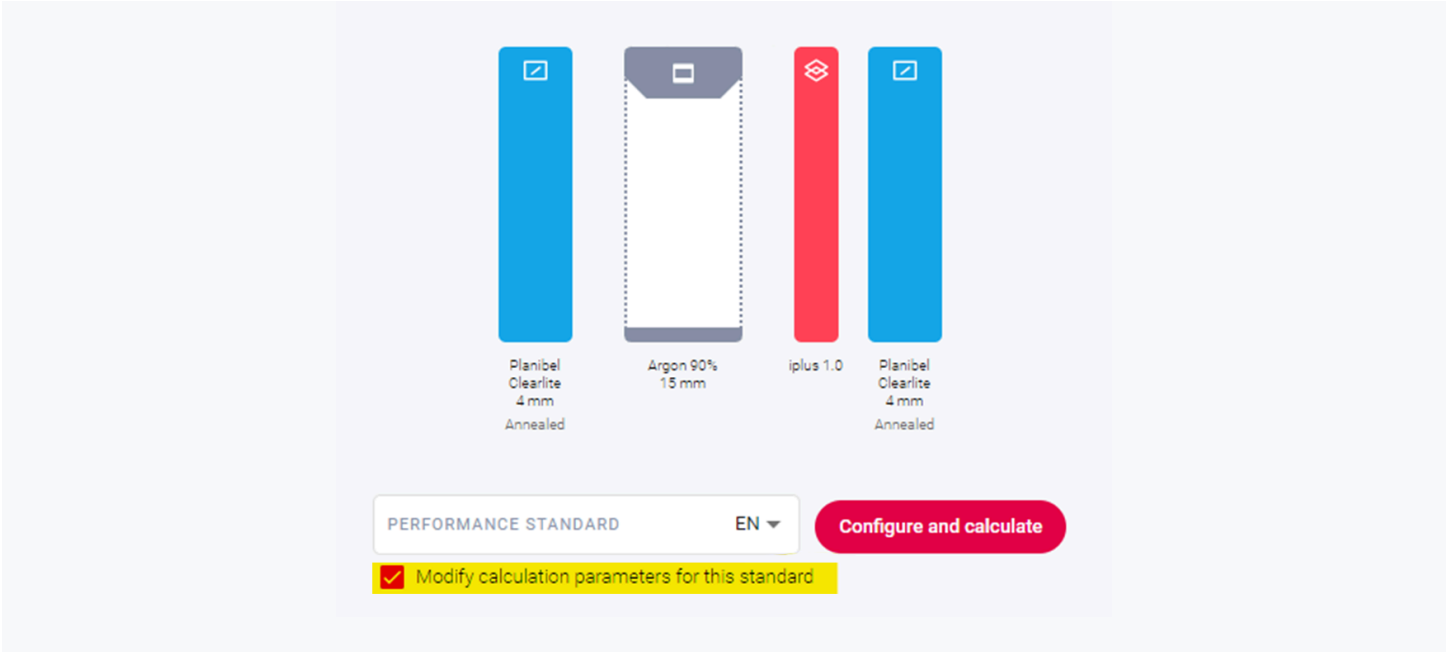 Planibel
Clearlite
4 mm
Annealed
Argon 90%
15 mm
iplus 1.0
Planibel
Clearlite
4 mm
Annealed
PERFORMANCE STANDARD
EN
Configure and calculate
Modify calculation parameters for this standard